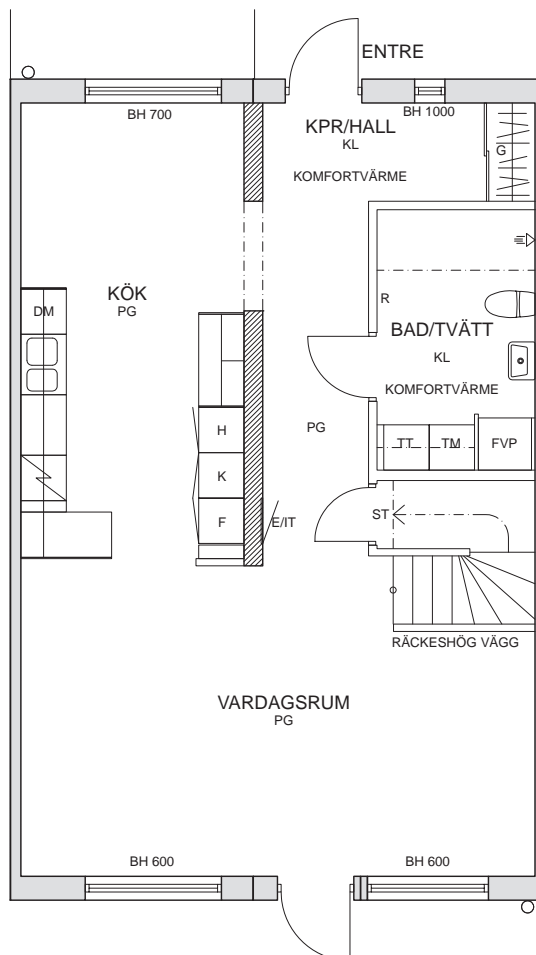 ENTRE
BH 700
KPR/HALL
BH 1000
KL
G
KOMFORTVÄRME
KÖK
DM
PG
R
BAD/TVÄTT
KL
KOMFORTVÄRME
H
PG
TT
TM
FVP
K
F
E/IT
ST
RÄCKESHÖG VÄGG
VARDAGSRUM
PG
BH 600
BH 600